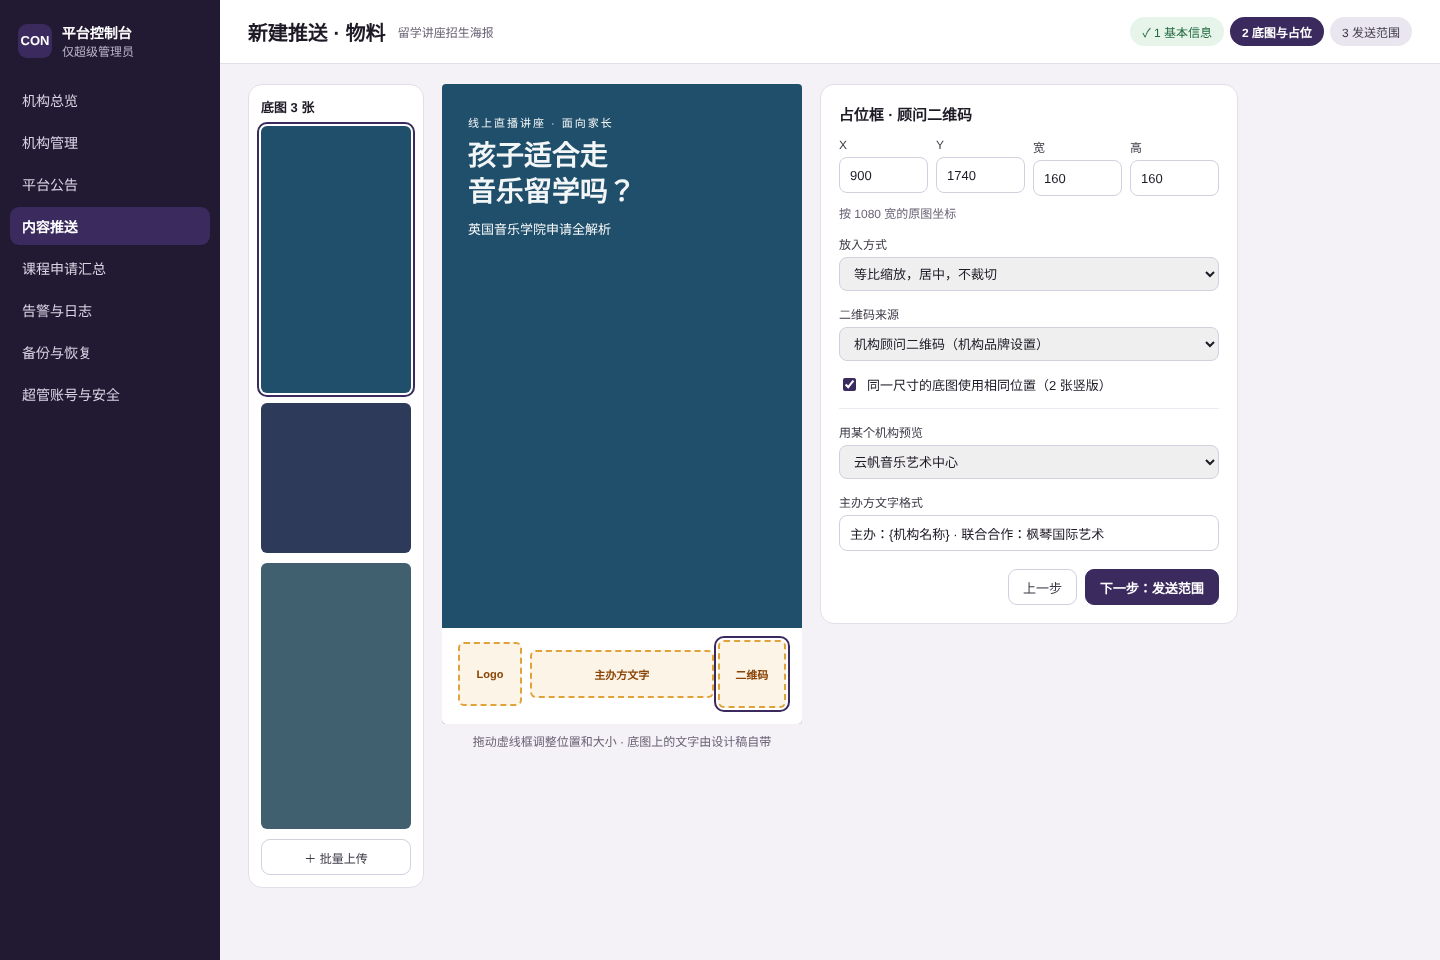 CON
平台控制台
仅超级管理员
机构总览
机构管理
平台公告
内容推送
课程申请汇总
告警与日志
备份与恢复
超管账号与安全
新建推送 · 物料
留学讲座招生海报
✓ 1 基本信息
2 底图与占位
3 发送范围
底图 3 张
＋ 批量上传
线上直播讲座 · 面向家长
孩子适合走
音乐留学吗？
英国音乐学院申请全解析
Logo
主办方文字
二维码
拖动虚线框调整位置和大小 · 底图上的文字由设计稿自带
占位框 · 顾问二维码
X
Y
宽
高
900
1740
160
160
按 1080 宽的原图坐标
放入方式
等比缩放，居中，不裁切
二维码来源
机构顾问二维码（机构品牌设置）
同一尺寸的底图使用相同位置（2 张竖版）
用某个机构预览
云帆音乐艺术中心
主办方文字格式
主办：{机构名称} · 联合合作：枫琴国际艺术
上一步
下一步：发送范围